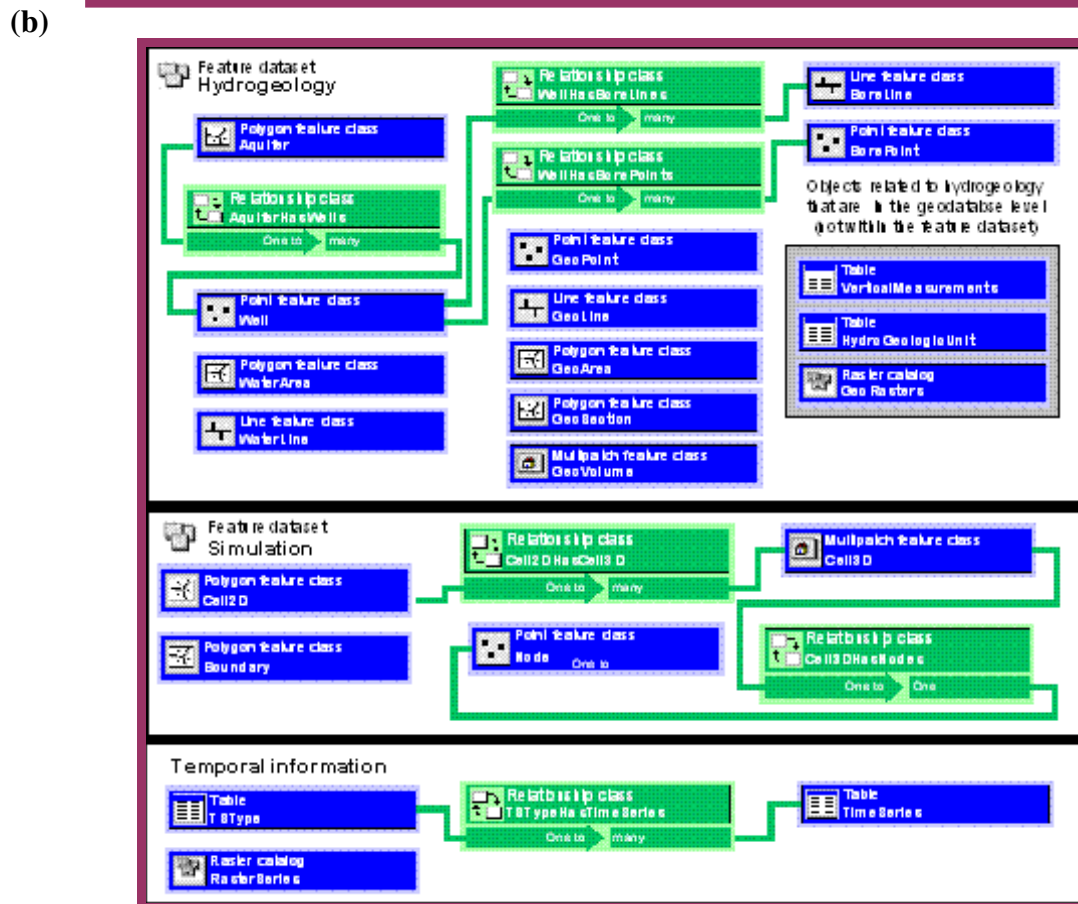 (b)
Feature dataset
Hydrogeology
Polygon feature class
Aquifer
Relationship class
AquiferHasWells
One to many
Point feature class
Well
Polygon feature class
WaterArea
Line feature class
WaterLine
Relationship class
WellHasBoreLines
One to many
Relationship class
WellHasBorePoints
One to many
Point feature class
GeoPoint
Line feature class
GeoLine
Polygon feature class
GeoArea
Polygon feature class
GeoSection
Multipatch feature class
GeoVolume
Line feature class
BoreLine
Point feature class
BorePoint
Objects related to hydrogeology
that are in the geodatabse level
(not within the feature dataset)
Table
VerticalMeasurements
Table
HydroGeologicUnit
Raster catalog
GeoRasters
Feature dataset
Simulation
Polygon feature class
Cell2D
Polygon feature class
Boundary
Relationship class
Cell2DHasCell3D
One to many
Point feature class
Node
One to
Multipatch feature class
Cell3D
Relationship class
Cell3DHasNodes
One to One
Temporal information
Table
TSType
Raster catalog
RasterSeries
Relationship class
TSTypeHasTimeSeries
One to many
Table
TimeSeries